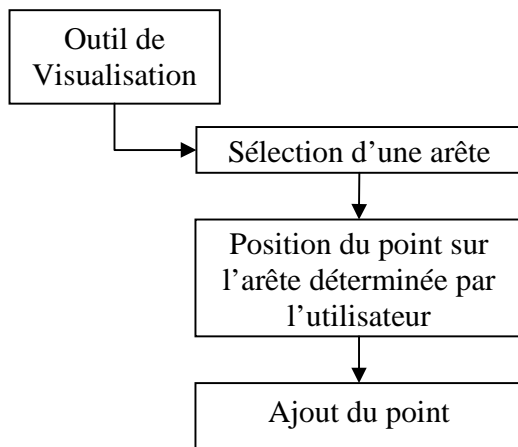 Outil de
Visualisation
Sélection d’une arête
Position du point sur
l’arête déterminée par
l’utilisateur
Ajout du point